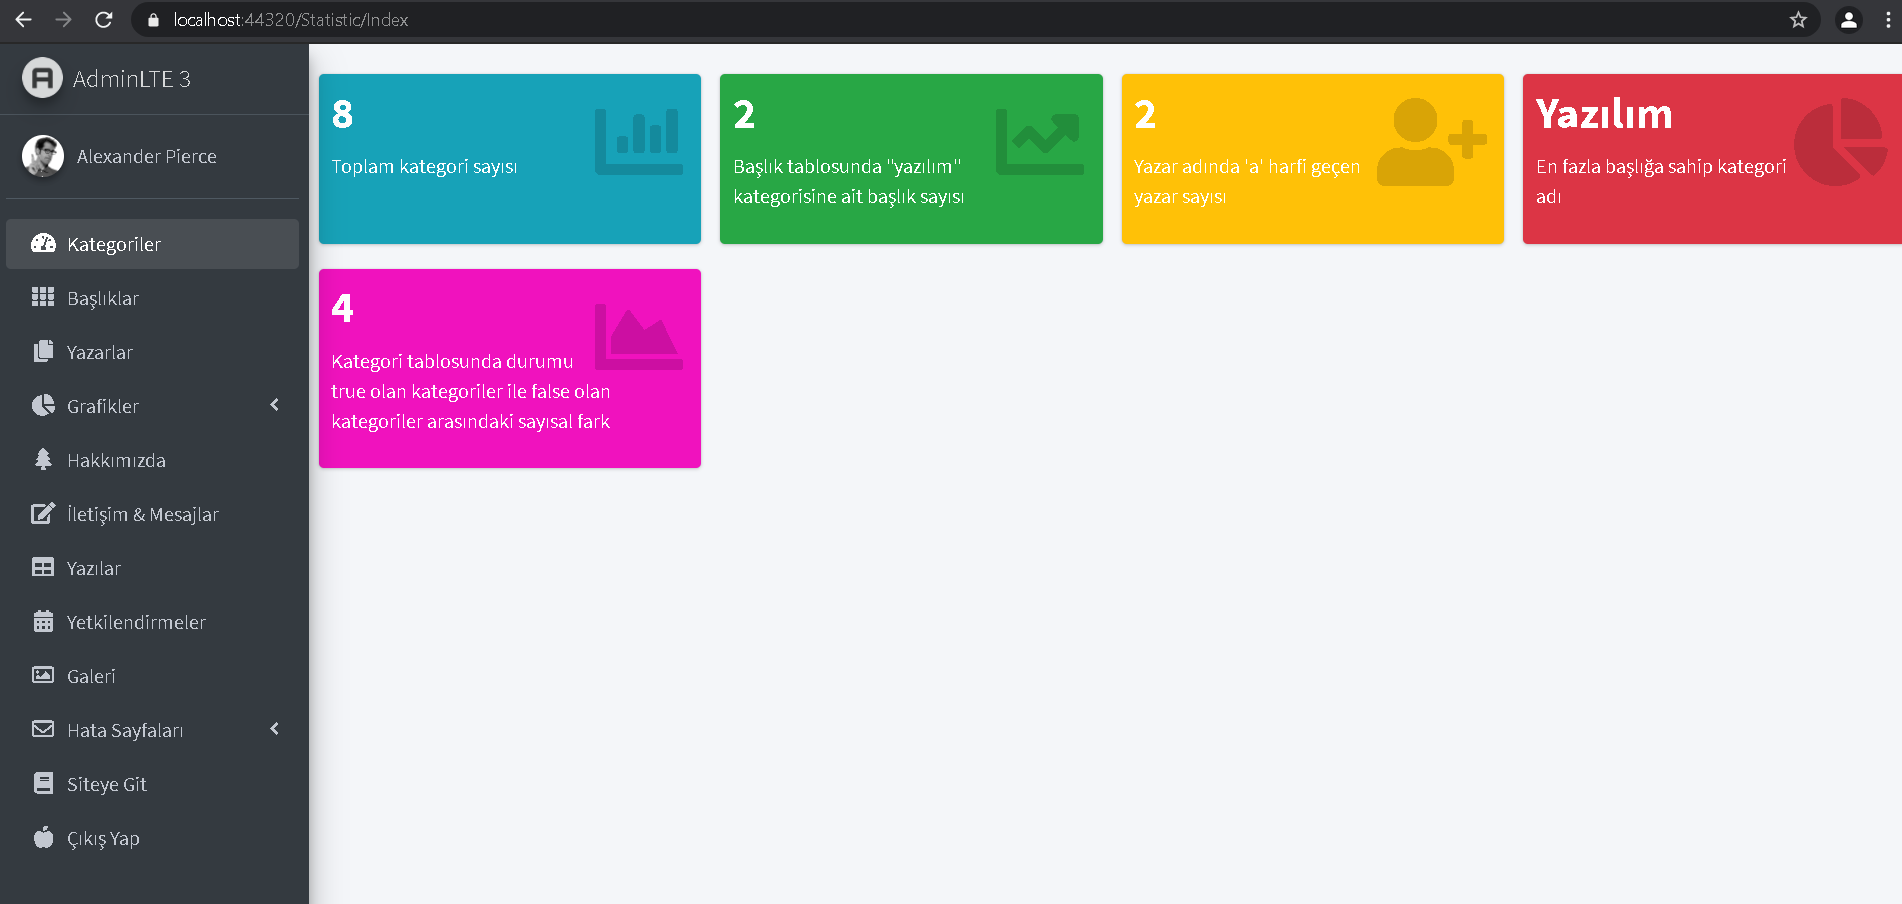 localhost:44320/Statistic/Index
AdminLTE 3
Alexander Pierce
Kategoriler
Başlıklar
Yazarlar
Grafikler
Hakkımızda
İletişim & Mesajlar
Yazılar
Yetkilendirmeler
Galeri
Hata Sayfaları
Siteye Git
Çıkış Yap
8
Toplam kategori sayısı
2
Başlık tablosunda "yazılım"
kategorisine ait başlık sayısı
2
Yazar adında 'a' harfi geçen
yazar sayısı
Yazılım
En fazla başlığa sahip kategori
adı
4
Kategori tablosunda durumu
true olan kategoriler ile false olan
kategoriler arasındaki sayısal fark